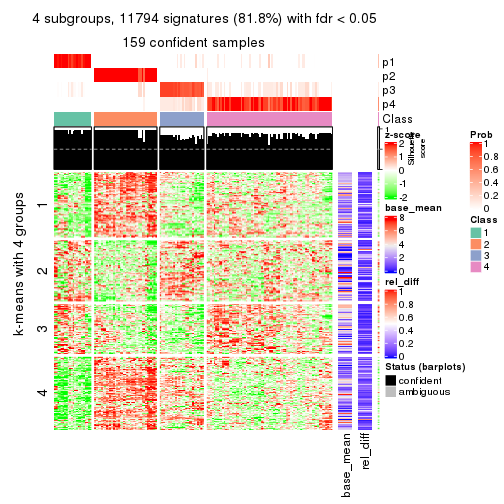 4 subgroups, 11794 signatures (81.8%) with fdr < 0.05
159 confident samples
p1
p2
p3
p4
Class
1
Silhouette
score
k-means with 4 groups
1
2
3
4
base_mean
rel_diff
z-score
2
1
0
-1
-2
base_mean
8
6
4
2
0
rel_diff
1
0.8
0.6
0.4
0.2
0
Status (barplots)
confident
ambiguous
Prob
1
0.8
0.6
0.4
0.2
0
Class
1
2
3
4